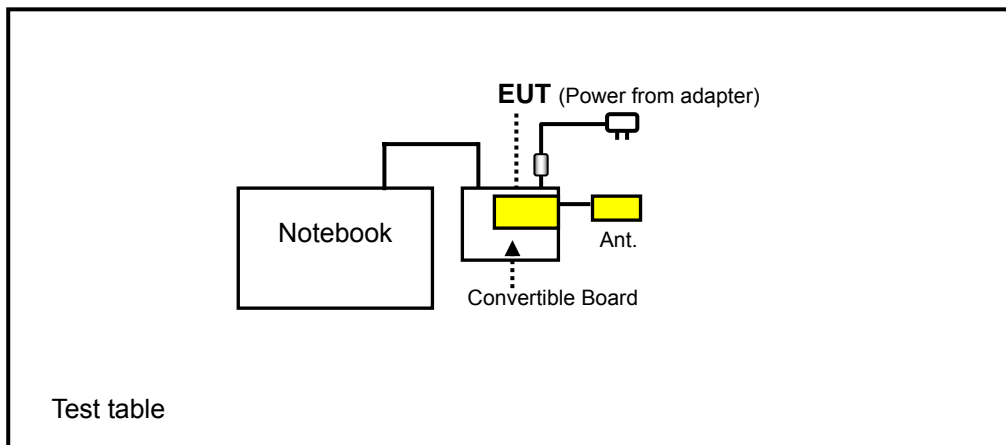 EUT (Power from adapter)
Notebook
Ant.
Convertible Board
Test table